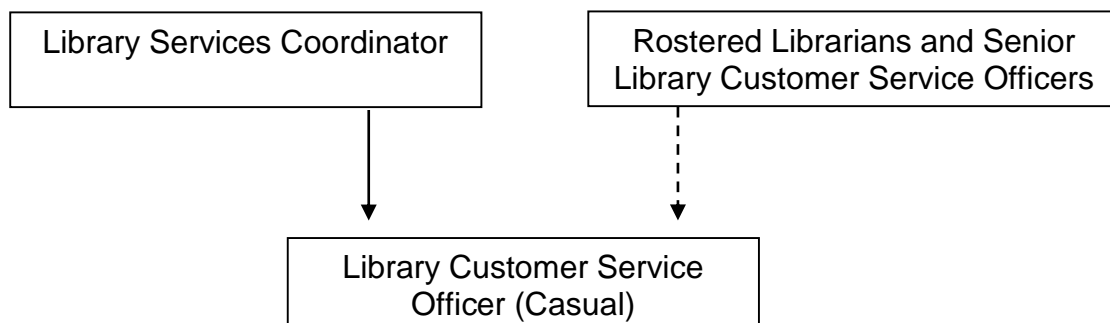 Library Services Coordinator
Rostered Librarians and Senior
Library Customer Service Officers
Library Customer Service
Officer (Casual)